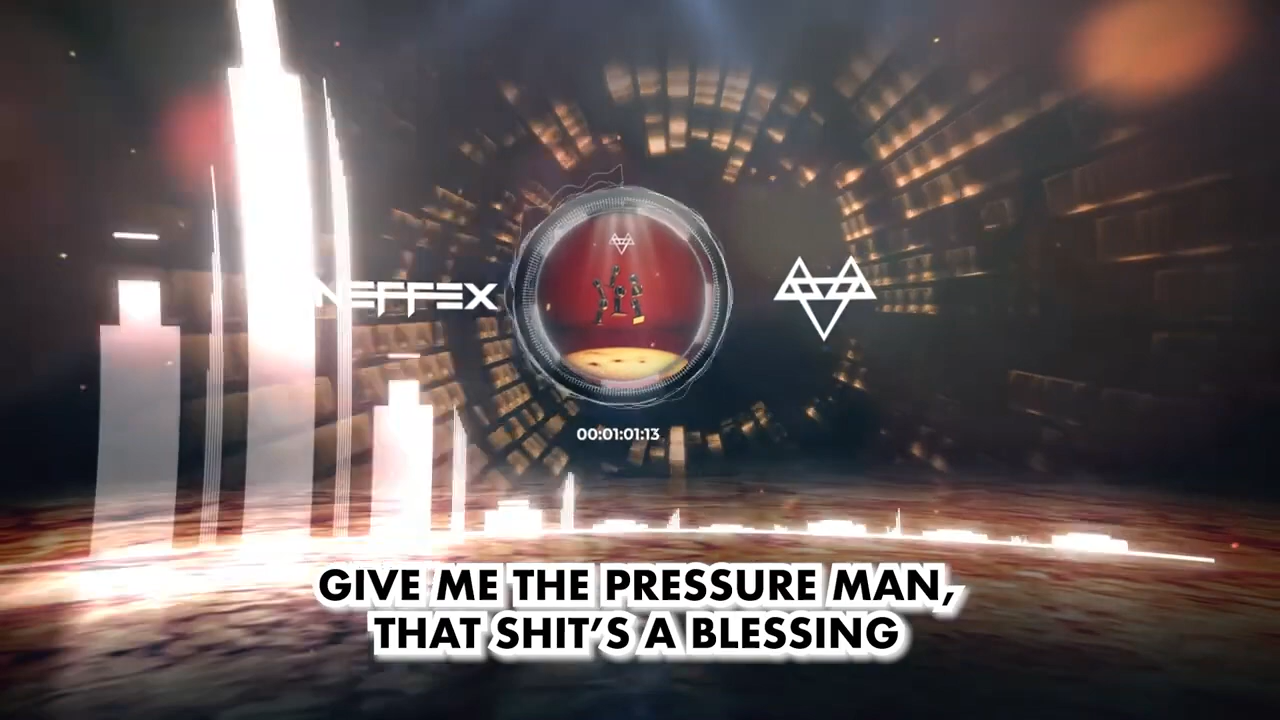 NEFFEX
00:01:01:13
GIVE ME THE PRESSURE MAN,
THAT SHIT’S A BLESSING